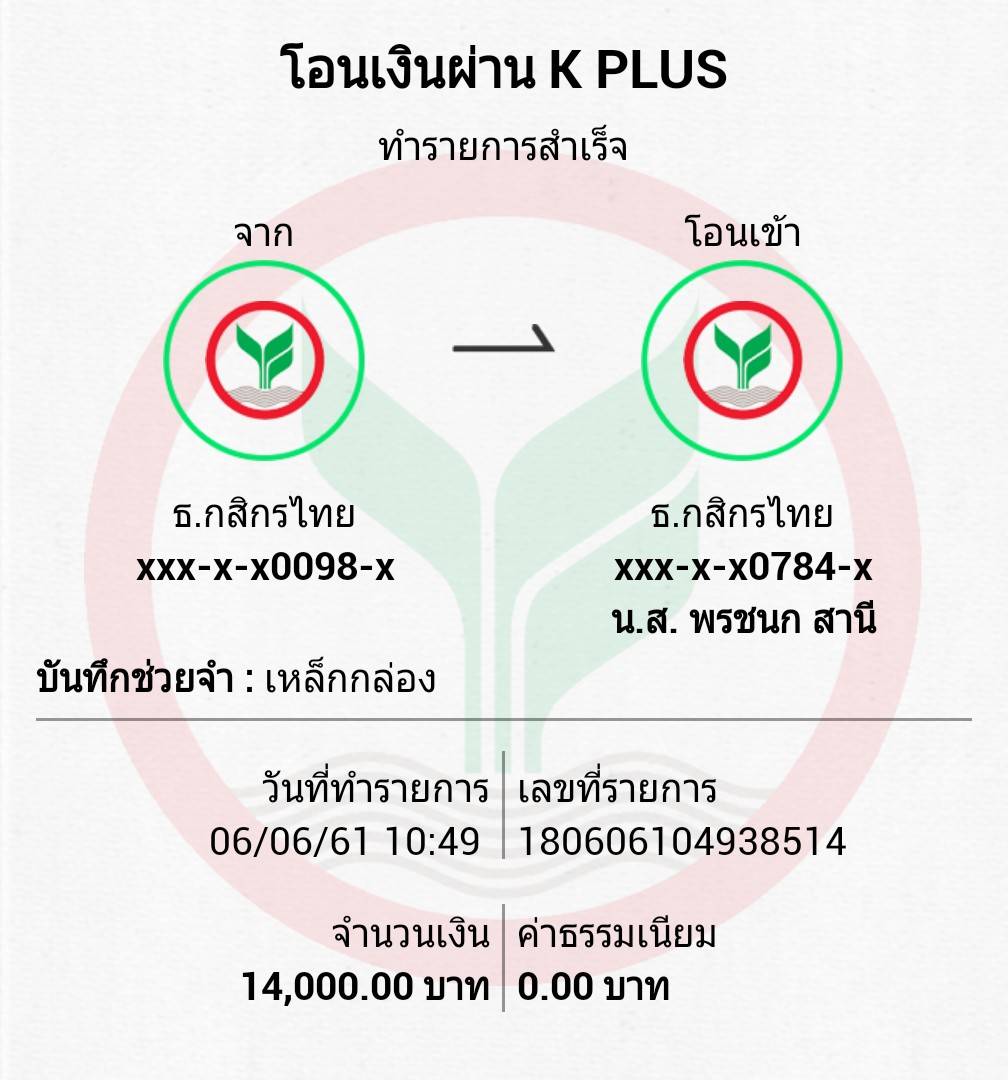 โอนเงินผ่าน K PLUS
ทำรายการสำเร็จ
จาก
โอนเข้า
ธ.กสิกรไทย
xxx-x-x0098-x
ธ.กสิกรไทย
xxx-x-x0784-x
น.ส. พรชนก สานี
บันทึกช่วยจำ : เหล็กกล่อง
วันที่ทำรายการ
06/06/61 10:49
เลขที่รายการ
180606104938514
จำนวนเงิน
14,000.00 บาท
ค่าธรรมเนียม
0.00 บาท